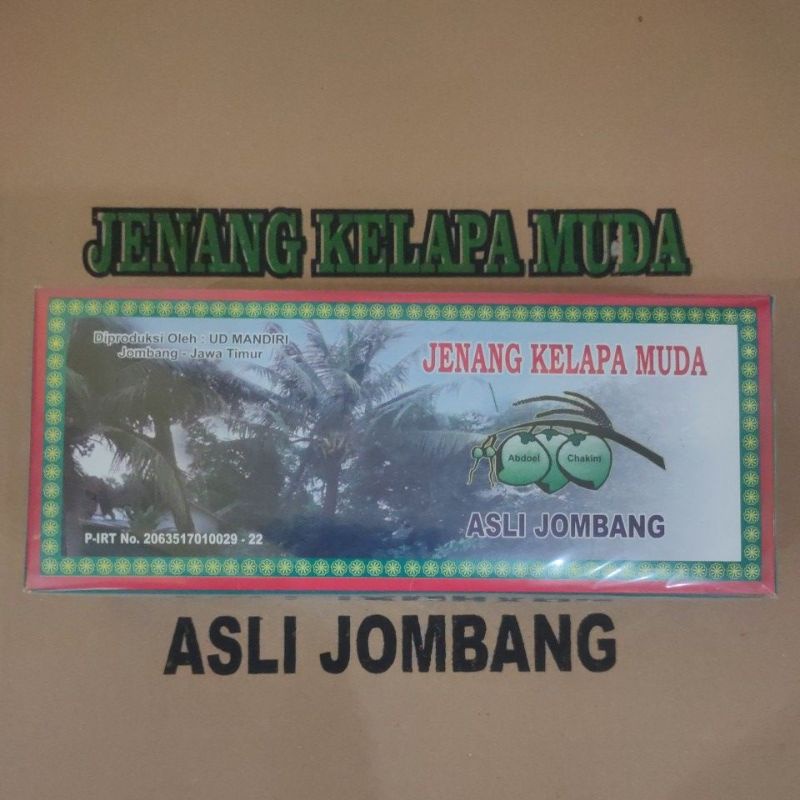 JENANG KELAPA MUDA
Diproduksi Oleh : UD MANDIRI
Jombang - Jawa Timur
JENANG KELAPA MUDA
Abdoel Chakim
ASLI JOMBANG
P-IRT No. 2063517010029 - 22
ASLI JOMBANG